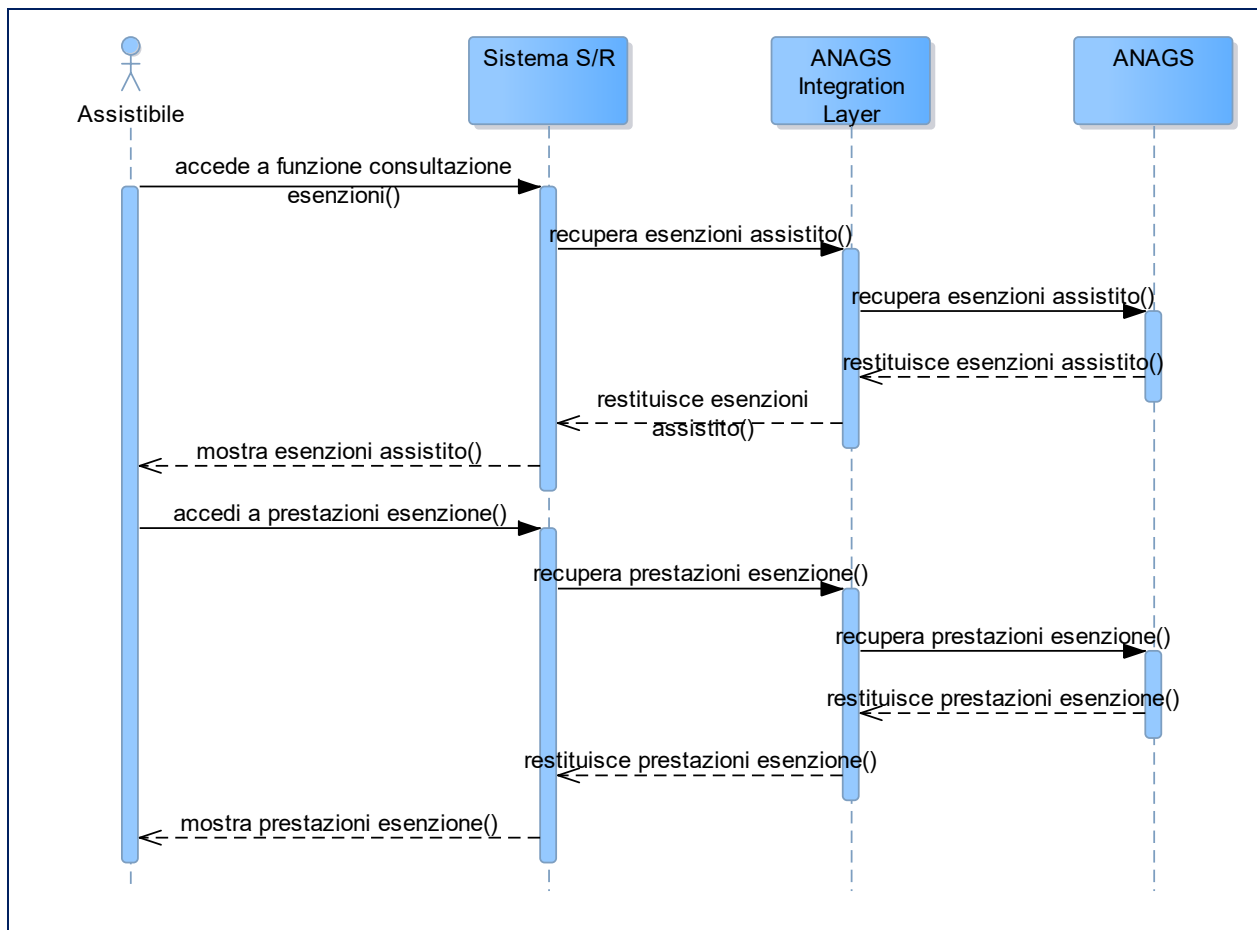 Assistibile
Sistema S/R
ANAGS
Integration
Layer
ANAGS
accede a funzione consultazione
esenzioni()
recupera esenzioni assistito()
recupera esenzioni assistito()
restituisce esenzioni assistito()
restituisce esenzioni
assistito()
mostra esenzioni assistito()
accedi a prestazioni esenzione()
recupera prestazioni esenzione()
recupera prestazioni esenzione()
restituisce prestazioni esenzione()
restituisce prestazioni esenzione()
mostra prestazioni esenzione()